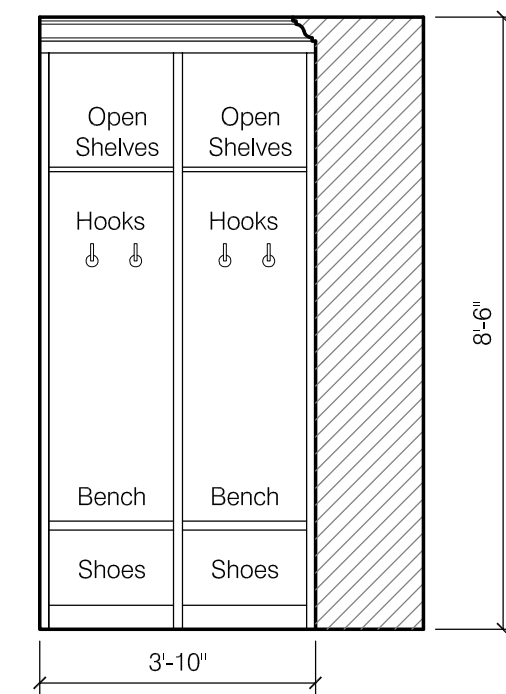 Open
Shelves
Open
Shelves
Hooks
Hooks
8'-6"
Bench
Bench
Shoes
Shoes
3'-10"